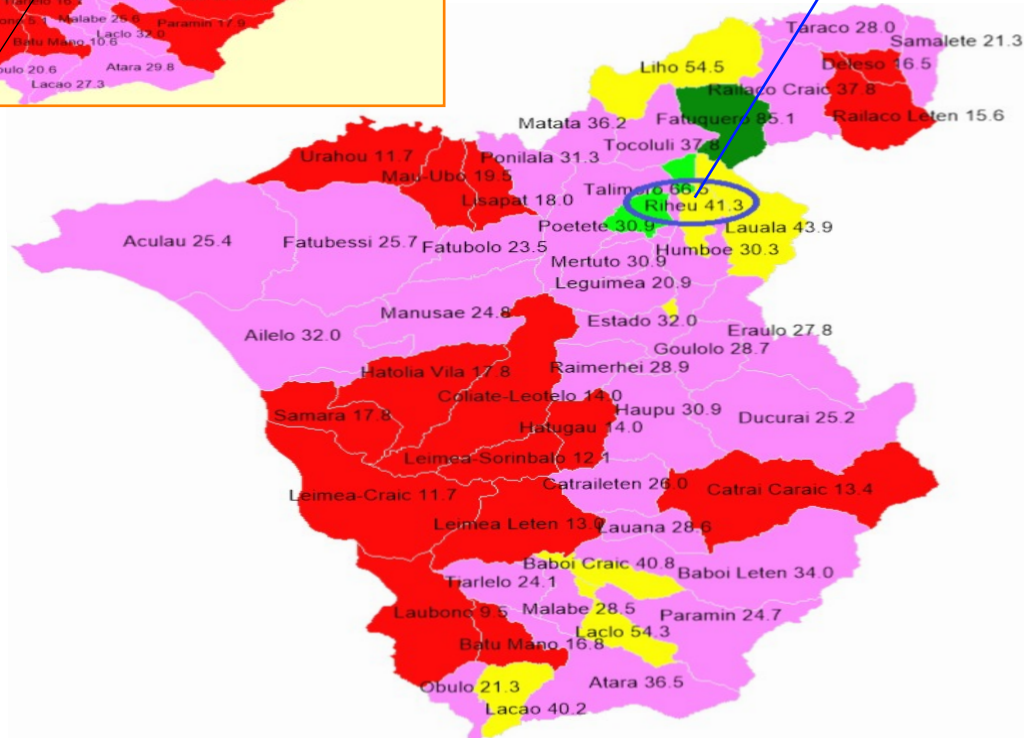 Malabe 25.6
Paramin 17.9
Laclo 32.0
Batu Mano 10.6
Atara 29.8
Lacao 27.3
Taraco 28.0
Samalete 21.3
Liho 54.5
Deleso 16.5
Railaco Craic 37.8
Railaco Leten 15.6
Fatuquero 85.1
Matata 36.2
Tocoluli 37.8
Urahou 11.7
Ponilala 31.3
Mau-Ubo 19.5
Talimoro 66.5
Lisapat 18.0
Riheu 41.3
Poetete 30.9
Lauala 43.9
Aculau 25.4
Fatubessi 25.7
Fatubolo 23.5
Humboe 30.3
Mertuto 30.9
Leguimea 20.9
Manusae 24.8
Estado 32.0
Ailelo 32.0
Eraulo 27.8
Goulolo 28.7
Raimerhei 28.9
Hatolia Vila 17.8
Coliate-Leotelo 14.0
Samara 17.8
Haupu 30.9
Ducurai 25.2
Hatugau 14.0
Leimea-Sorinbalo 12.1
Catraileten 26.0
Catrai Caraic 13.4
Leimea-Craic 11.7
Leimea Leten 13.0
Lauana 28.6
Baboi Craic 40.8
Baboi Leten 34.0
Tiarlelo 24.1
Laubono 9.5
Malabe 28.5
Paramin 24.7
Laclo 54.3
Batu Mano 16.8
Obulo 21.3
Atara 36.5
Lacao 40.2